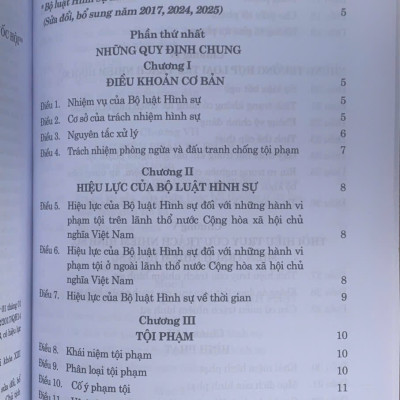 Bộ luật Hình sự
(Sửa đổi, bổ sung năm 2017, 2024, 2025) 5
Phần thứ nhất
NHỮNG QUY ĐỊNH CHUNG
Chương I
ĐIỀU KHOẢN CƠ BẢN 5
Điều 1. Nhiệm vụ của Bộ luật Hình sự 5
Điều 2. Cơ sở của trách nhiệm hình sự 5
Điều 3. Nguyên tắc xử lý 6
Điều 4. Trách nhiệm phòng ngừa và đấu tranh chống tội phạm 7
Chương II
HIỆU LỰC CỦA BỘ LUẬT HÌNH SỰ 8
Điều 5. Hiệu lực của Bộ luật Hình sự đối với những hành vi
phạm tội trên lãnh thổ nước Cộng hòa xã hội chủ
nghĩa Việt Nam 8
Điều 6. Hiệu lực của Bộ luật Hình sự đối với những hành vi
phạm tội ở ngoài lãnh thổ nước Cộng hòa xã hội chủ
nghĩa Việt Nam 8
Điều 7. Hiệu lực của Bộ luật Hình sự về thời gian 9
Chương III
TỘI PHẠM 10
Điều 8. Khái niệm tội phạm 10
Điều 9. Phân loại tội phạm 10
Điều 10. Cố ý phạm tội 11
Điều 11.